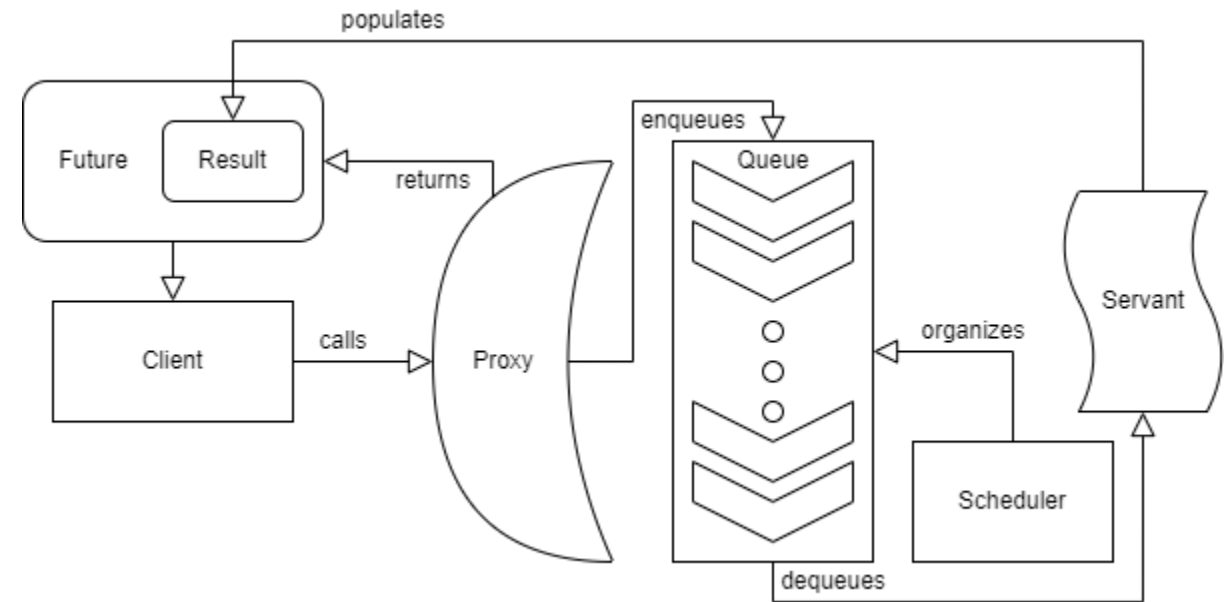 populates
enqueues
Future
Result
Queue
returns
Servant
organizes
calls
Client
Proxy
Scheduler
dequeues